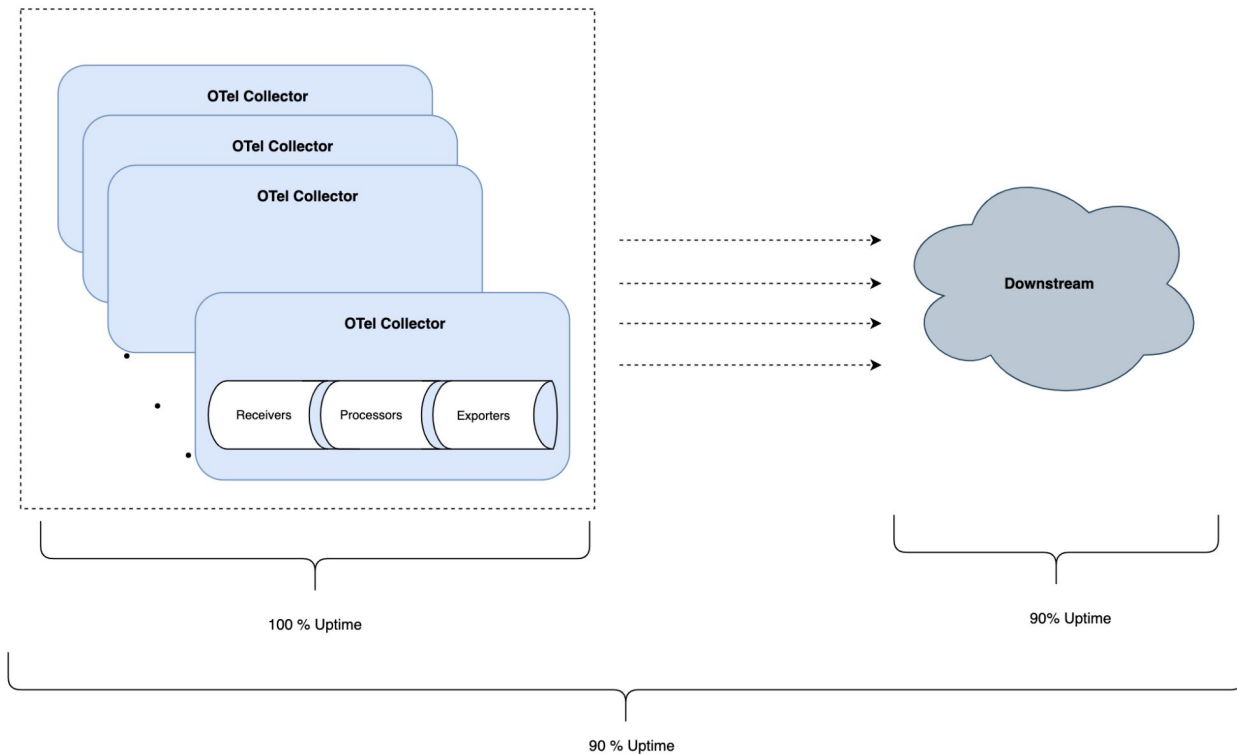 OTel Collector
OTel Collector
OTel Collector
OTel Collector
Receivers
Processors
Exporters
Downstream
100 % Uptime
90% Uptime
90 % Uptime